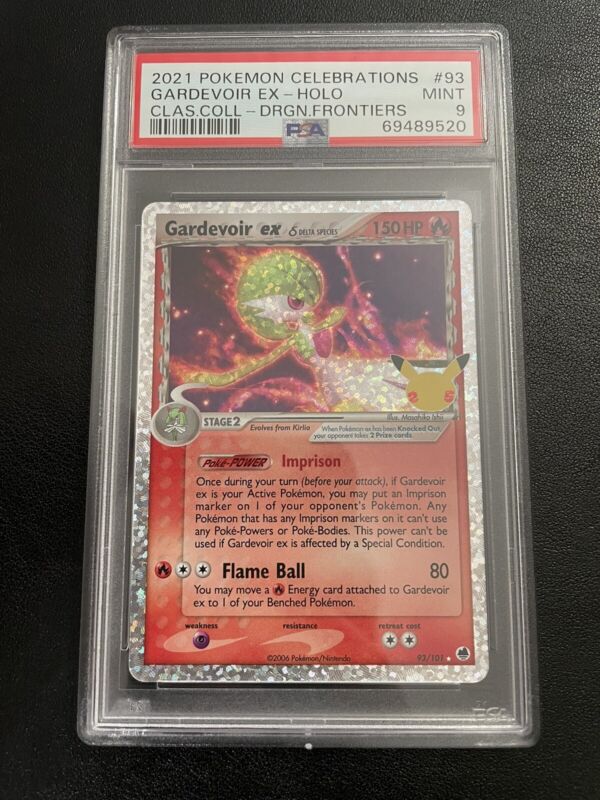 2021 POKEMON CELEBRATIONS #93
GARDEVOIR EX - HOLO MINT
CLAS.COLL - DRGN.FRONTIERS 9
PSA 69489520
Gardevoir ex δ DELTA SPECIES 150 HP
25
Illus. Masahiko Ishii
STAGE 2 Evolves from Kirlia
When Pokémon ex has been Knocked Out,
your opponent takes 2 Prize cards.
Poké-POWER Imprison
Once during your turn (before your attack), if Gardevoir
ex is your Active Pokémon, you may put an Imprison
marker on 1 of your opponent's Pokémon. Any
Pokémon that has any Imprison markers on it can't use
any Poké-Powers or Poké-Bodies. This power can't be
used if Gardevoir ex is affected by a Special Condition.
Flame Ball 80
You may move a Energy card attached to Gardevoir
ex to 1 of your Benched Pokémon.
weakness resistance retreat cost
©2006 Pokémon/Nintendo 93/101
PSA